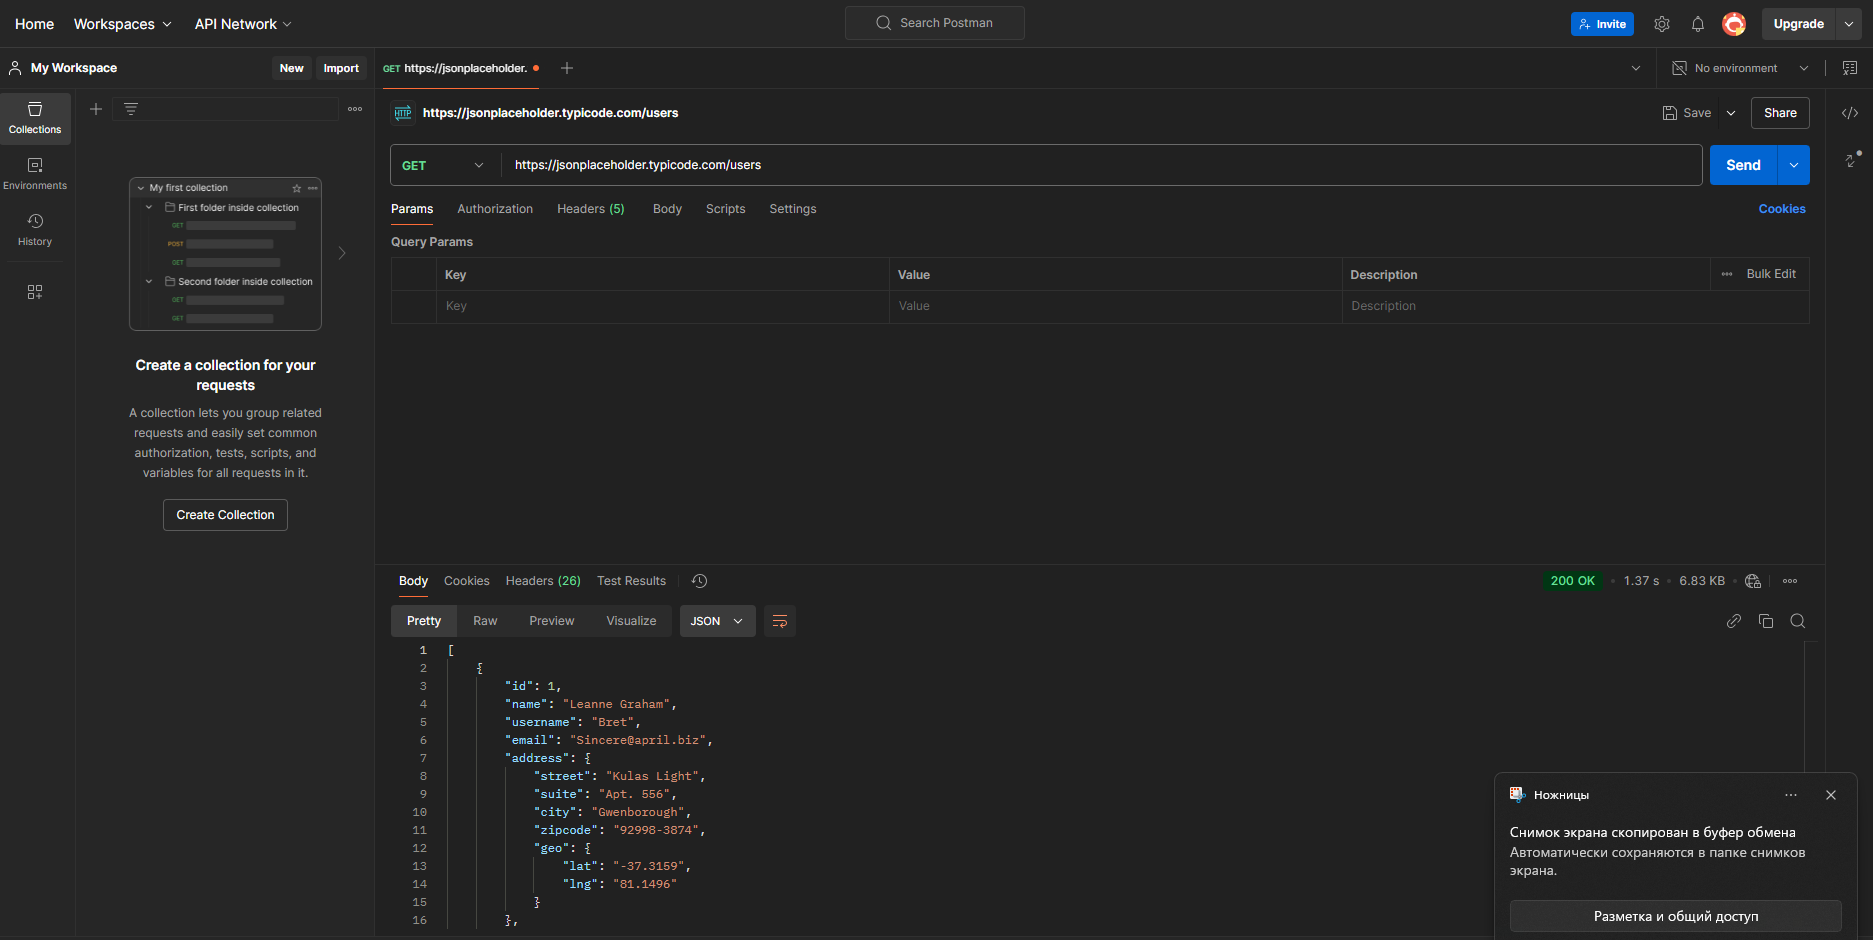 Home Workspaces API Network Search Postman Invite Upgrade
My Workspace New Import GET https://jsonplaceholder. No environment
Collections
Environments
History
My first collection
First folder inside collection
GET
POST
GET
Second folder inside collection
GET
GET
Create a collection for your
requests
A collection lets you group related
requests and easily set common
authorization, tests, scripts, and
variables for all requests in it.
Create Collection
HTTP https://jsonplaceholder.typicode.com/users Save Share
GET https://jsonplaceholder.typicode.com/users Send
Params Authorization Headers (5) Body Scripts Settings Cookies
Query Params
Key Value Description Bulk Edit
Key Value Description
Body Cookies Headers (26) Test Results 200 OK • 1.37 s • 6.83 KB
Pretty Raw Preview Visualize JSON
1 [
2 {
3 "id": 1,
4 "name": "Leanne Graham",
5 "username": "Bret",
6 "email": "Sincere@april.biz",
7 "address": {
8 "street": "Kulas Light",
9 "suite": "Apt. 556",
10 "city": "Gwenborough",
11 "zipcode": "92998-3874",
12 "geo": {
13 "lat": "-37.3159",
14 "lng": "81.1496"
15 }
16 },
Ножницы
Снимок экрана скопирован в буфер обмена
Автоматически сохраняются в папке снимков
экрана.
Разметка и общий доступ